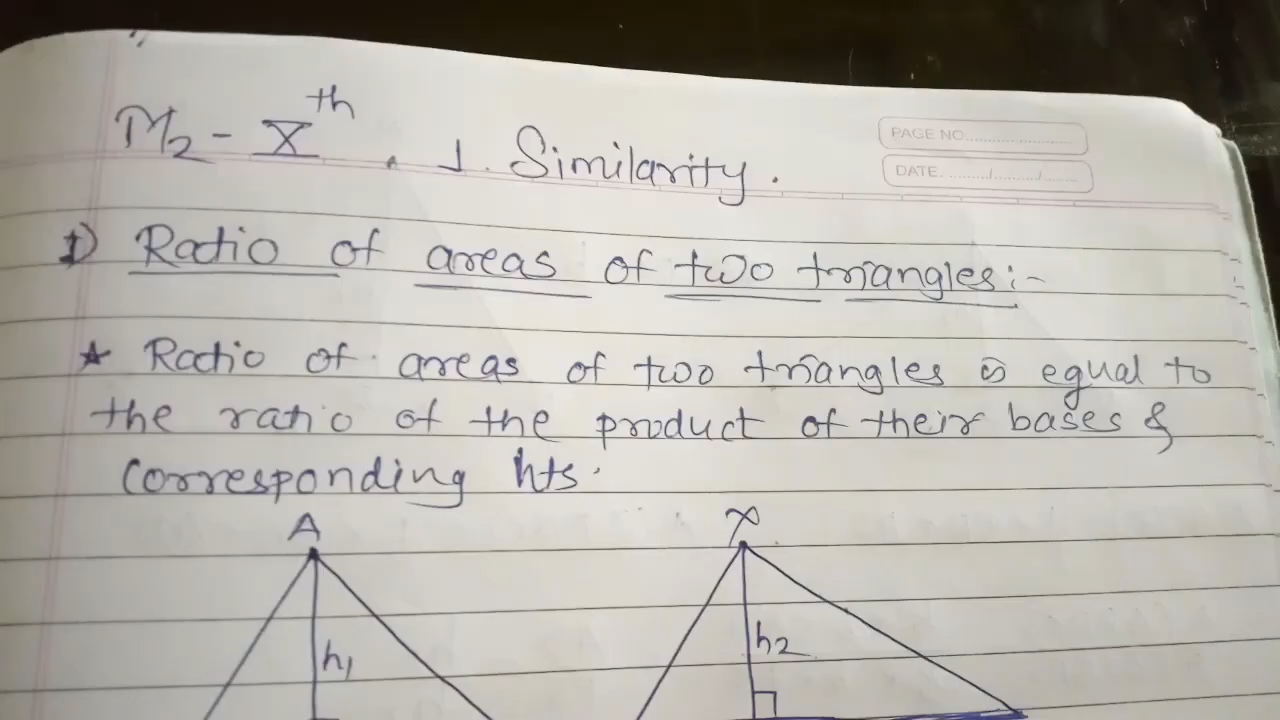 M2 - Xth . 1. Similarity.
PAGE NO.
DATE. / /
1) Ratio of areas of two triangles :-
★ Ratio of areas of two triangles is equal to
the ratio of the product of their bases &
corresponding hts.
A
X
h1
h2